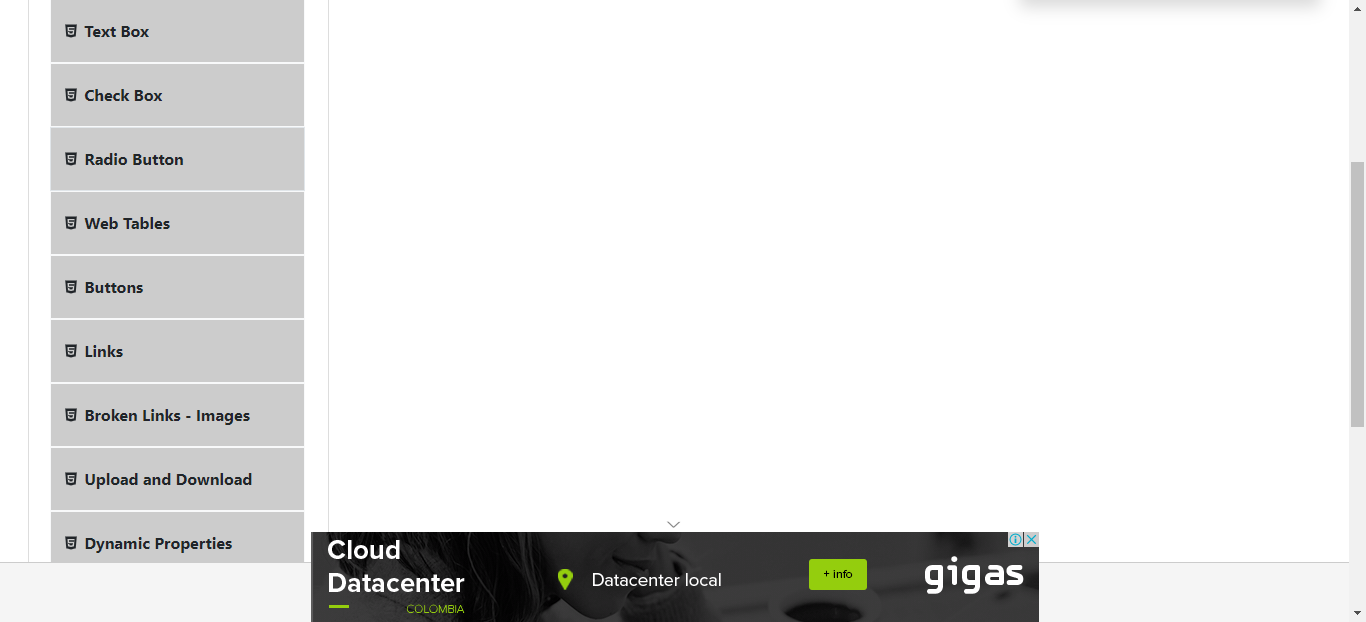 Text Box
Check Box
Radio Button
Web Tables
Buttons
Links
Broken Links - Images
Upload and Download
Dynamic Properties
Cloud
Datacenter
COLOMBIA
Datacenter local
+ info
gigas